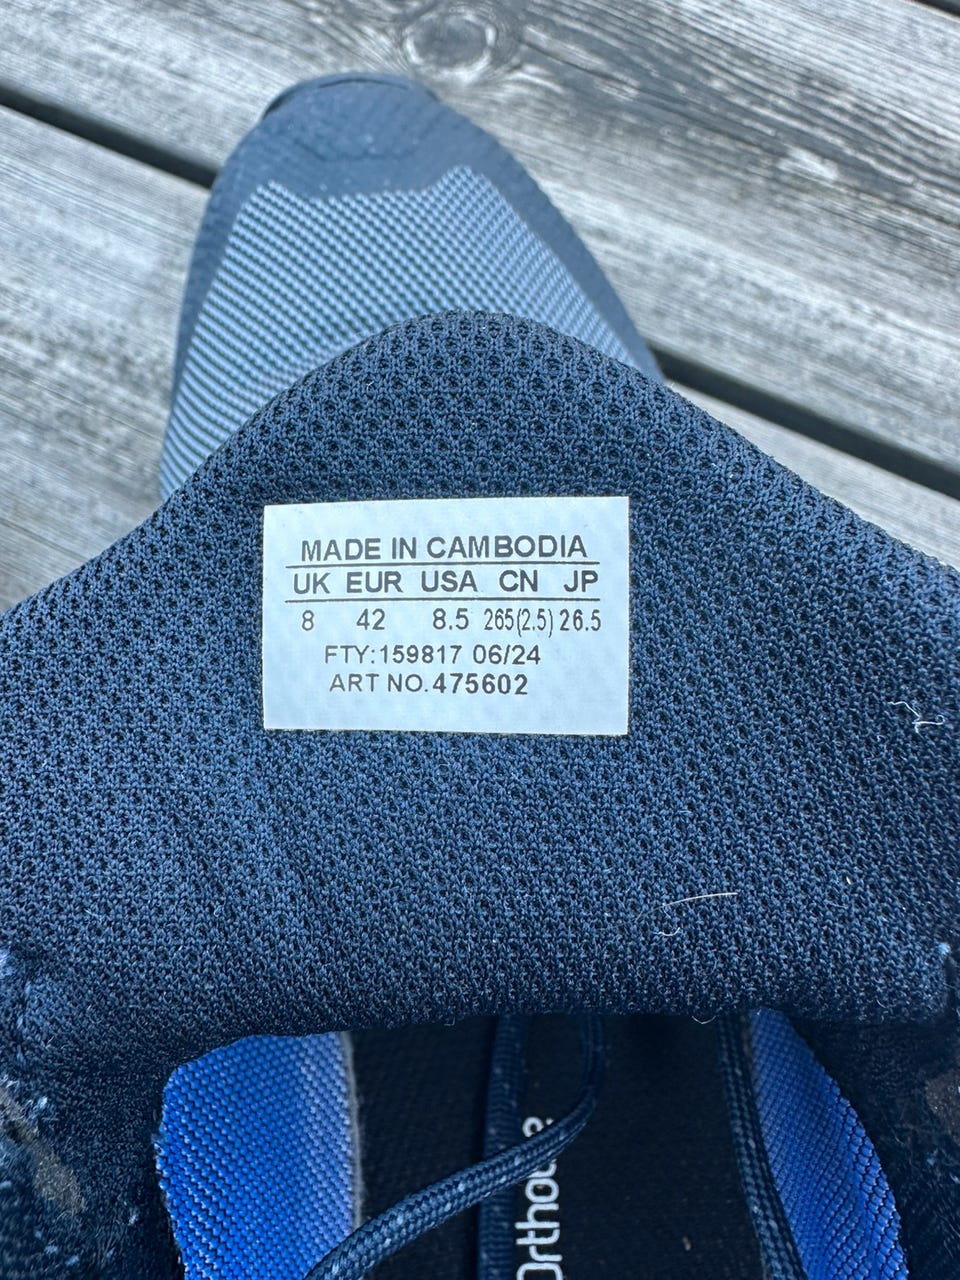 MADE IN CAMBODIA
UK EUR USA CN JP
8 42 8.5 265(2.5) 26.5
FTY:159817 06/24
ART NO.475602